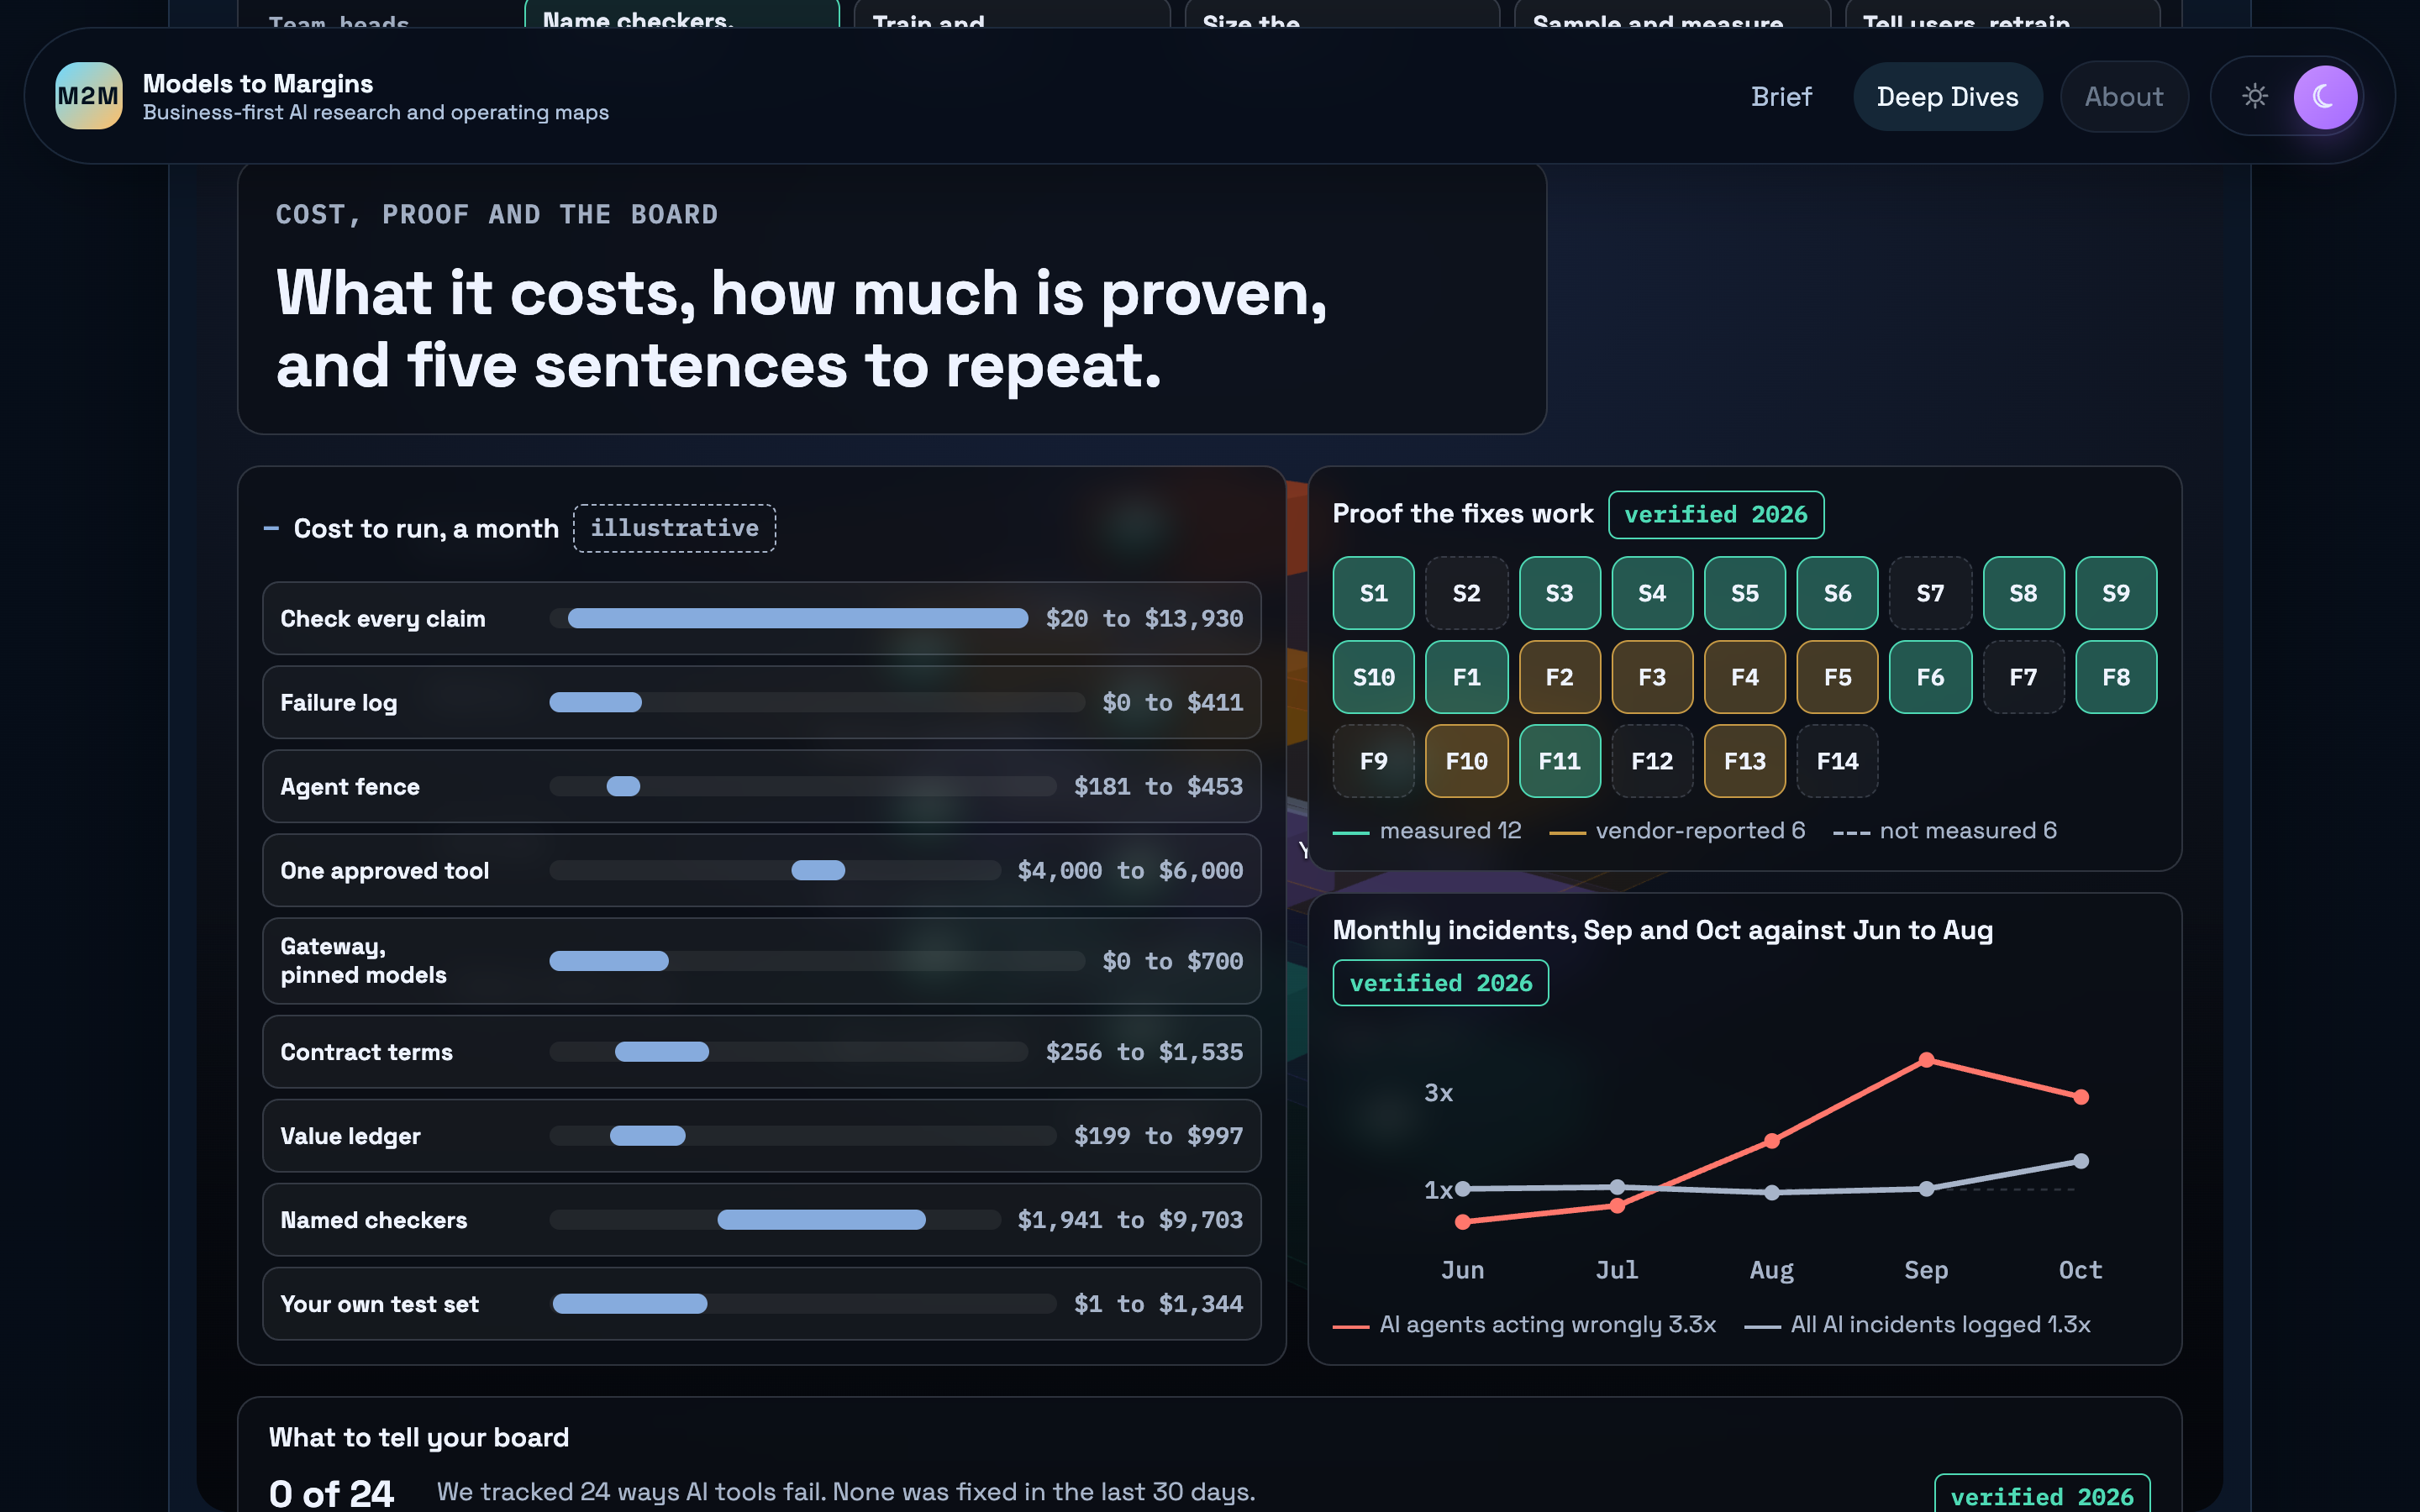 Team heads
Name checkers,
Train and
Size the
Sample and measure
Tell users, retrain
M2M
Models to Margins
Business-first AI research and operating maps
Brief
Deep Dives
About
COST, PROOF AND THE BOARD
What it costs, how much is proven,
and five sentences to repeat.
Cost to run, a month
illustrative
Check every claim
$20 to $13,930
Failure log
$0 to $411
Agent fence
$181 to $453
One approved tool
$4,000 to $6,000
Gateway,
pinned models
$0 to $700
Contract terms
$256 to $1,535
Value ledger
$199 to $997
Named checkers
$1,941 to $9,703
Your own test set
$1 to $1,344
Proof the fixes work
verified 2026
S1 S2 S3 S4 S5 S6 S7 S8 S9
S10 F1 F2 F3 F4 F5 F6 F7 F8
F9 F10 F11 F12 F13 F14
measured 12
vendor-reported 6
not measured 6
Monthly incidents, Sep and Oct against Jun to Aug
verified 2026
3x
1x
Jun Jul Aug Sep Oct
AI agents acting wrongly 3.3x
All AI incidents logged 1.3x
What to tell your board
0 of 24
We tracked 24 ways AI tools fail. None was fixed in the last 30 days.
verified 2026